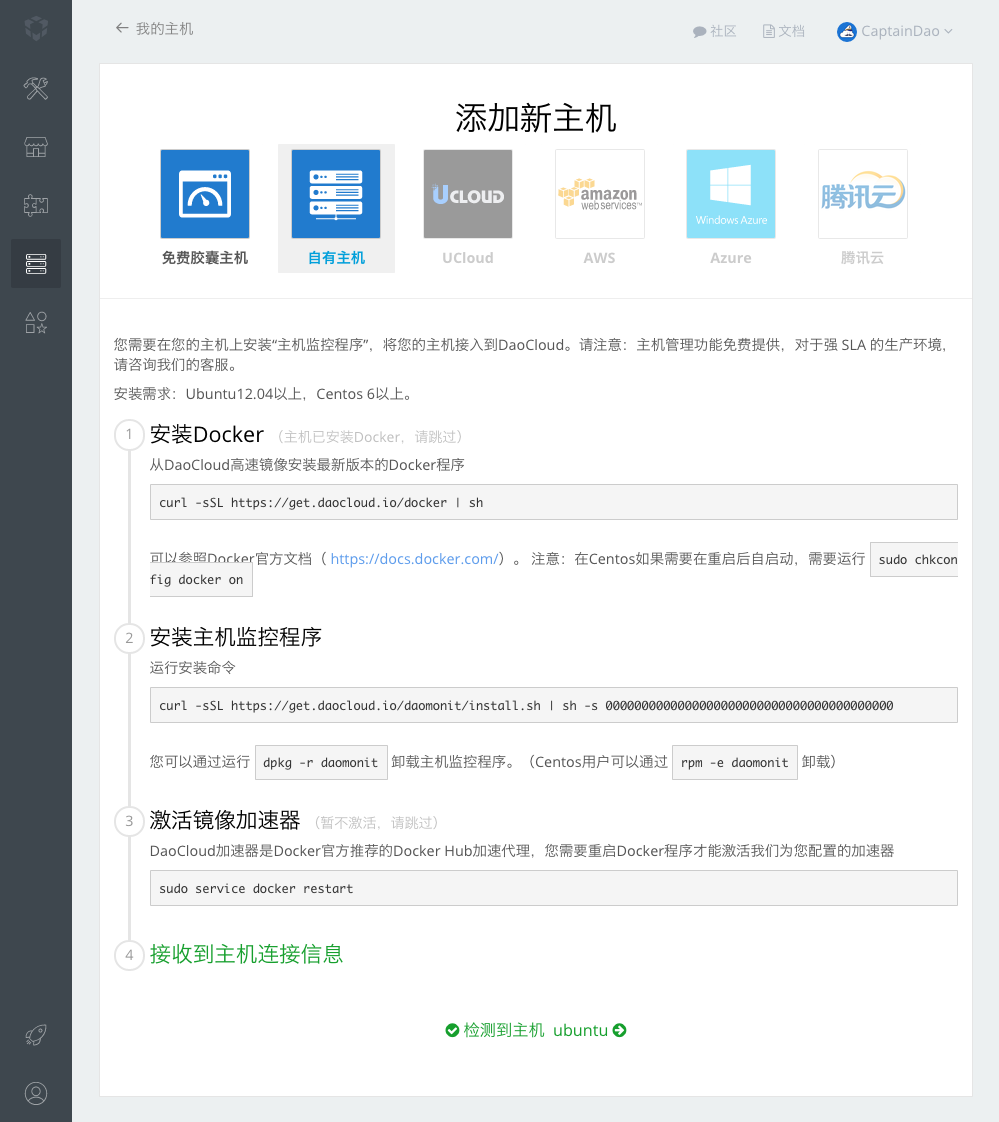 ← 我的主机
社区 文档 CaptainDao
添加新主机
UCLOUD
amazon
web services™
Windows Azure
腾讯云
免费胶囊主机 自有主机 UCloud AWS Azure 腾讯云
您需要在您的主机上安装“主机监控程序”，将您的主机接入到DaoCloud。请注意：主机管理功能免费提供，对于强 SLA 的生产环境，
请咨询我们的客服。
安装需求：Ubuntu12.04以上，Centos 6以上。
1 安装Docker （主机已安装Docker，请跳过）
从DaoCloud高速镜像安装最新版本的Docker程序
curl -sSL https://get.daocloud.io/docker | sh
可以参照Docker官方文档（ https://docs.docker.com/）。 注意：在Centos如果需要在重启后自启动，需要运行 sudo chkcon
fig docker on
2 安装主机监控程序
运行安装命令
curl -sSL https://get.daocloud.io/daomonit/install.sh | sh -s 0000000000000000000000000000000000000000
您可以通过运行 dpkg -r daomonit 卸载主机监控程序。（Centos用户可以通过 rpm -e daomonit 卸载）
3 激活镜像加速器 （暂不激活，请跳过）
DaoCloud加速器是Docker官方推荐的Docker Hub加速代理，您需要重启Docker程序才能激活我们为您配置的加速器
sudo service docker restart
4 接收到主机连接信息
检测到主机 ubuntu